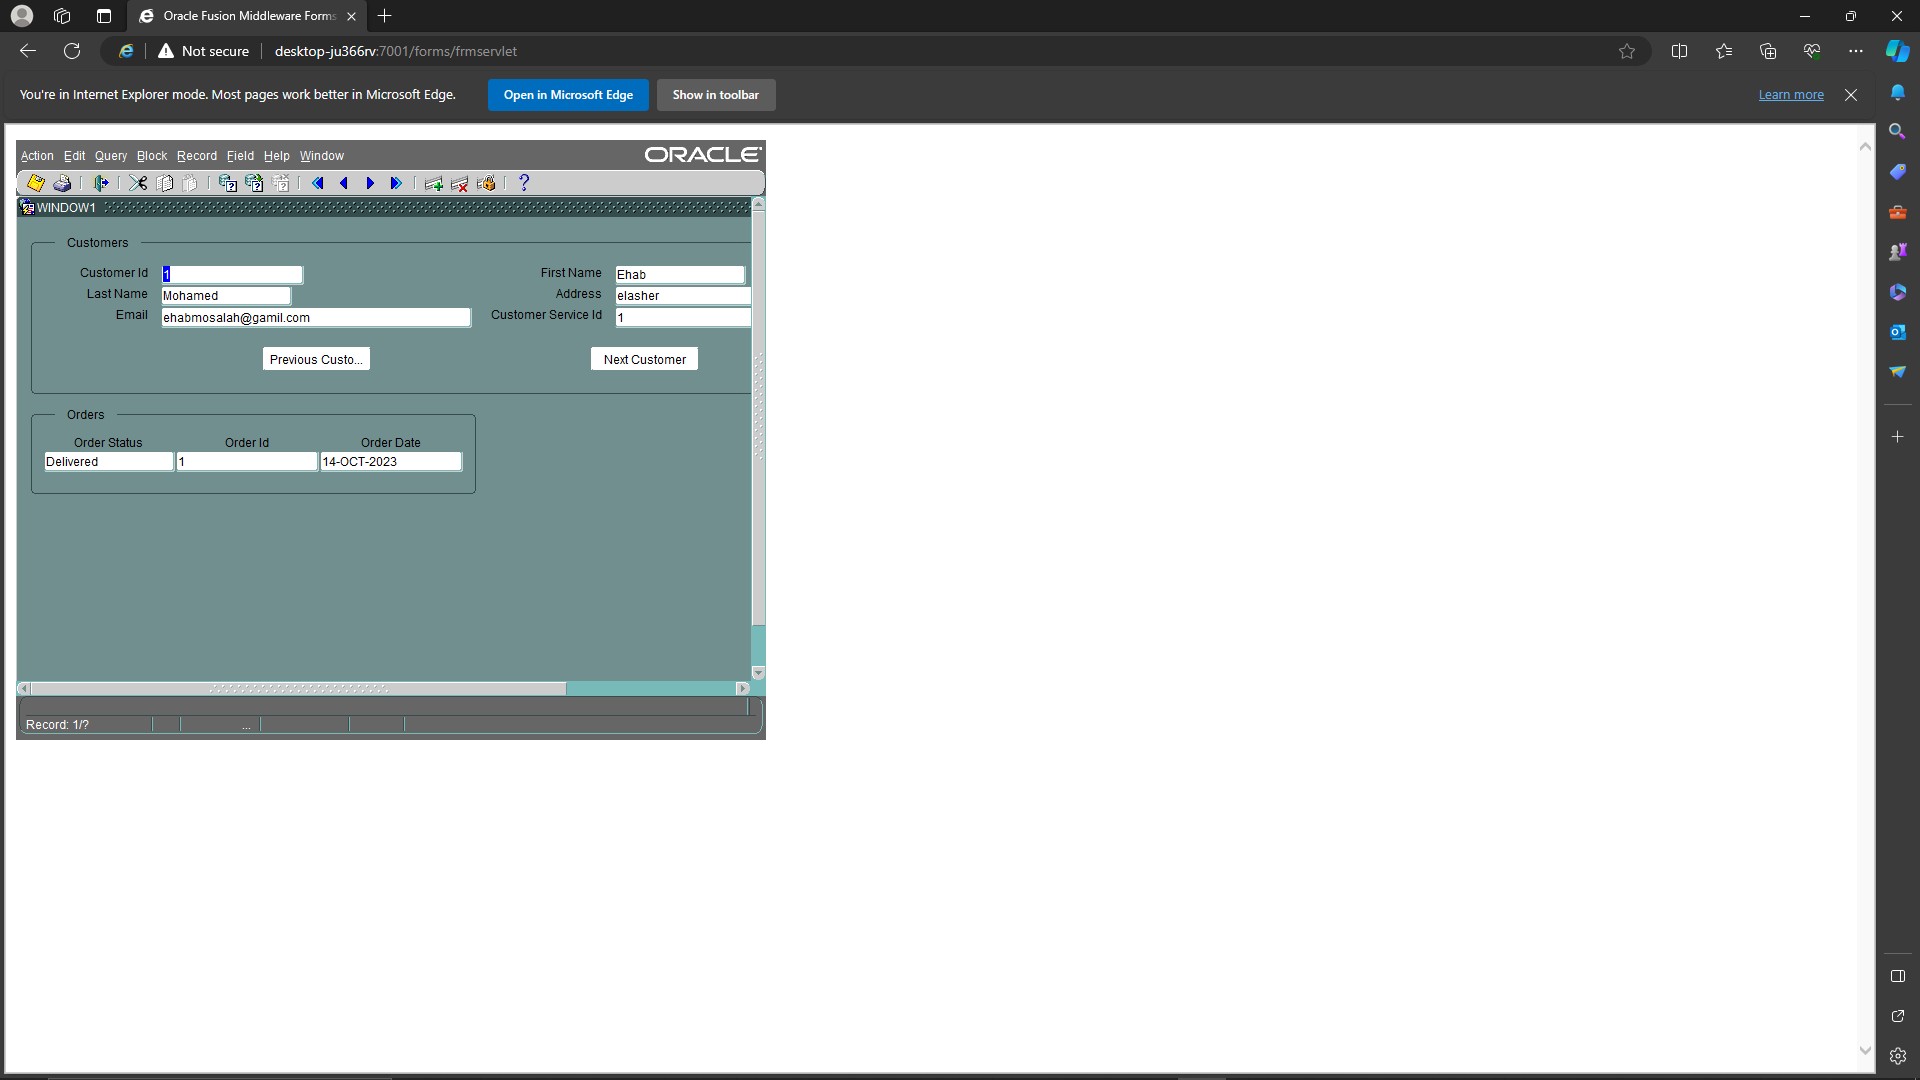 Oracle Fusion Middleware Forms
Not secure desktop-ju366rv:7001/forms/frmservlet
You're in Internet Explorer mode. Most pages work better in Microsoft Edge. Open in Microsoft Edge Show in toolbar Learn more
Action Edit Query Block Record Field Help Window ORACLE
WINDOW1
Customers
Customer Id 1 First Name Ehab
Last Name Mohamed Address elasher
Email ehabmosalah@gamil.com Customer Service Id 1
Previous Custo... Next Customer
Orders
Order Status Order Id Order Date
Delivered 1 14-OCT-2023
Record: 1/? ...